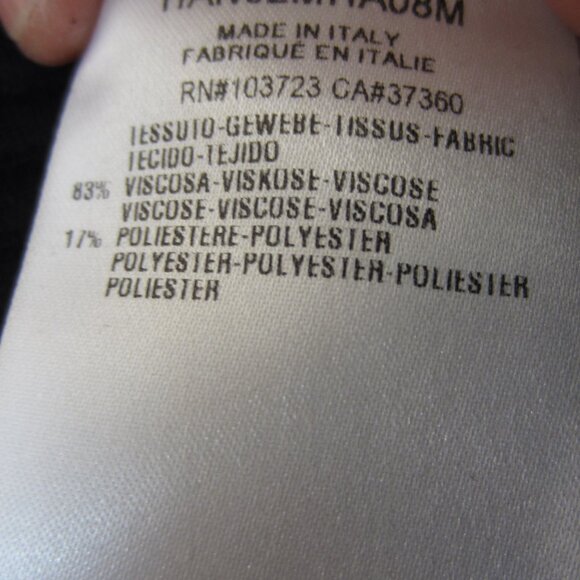 MADE IN ITALY
FABRIQUÉ EN ITALIE
RN#103723 CA#37360
TESSUTO-GEWEBE-TISSUS-FABRIC
TECIDO-TEJIDO
83% VISCOSA-VISKOSE-VISCOSE
VISCOSE-VISCOSE-VISCOSA
17% POLIESTERE-POLYESTER
POLYESTER-POLYESTER-POLIESTER
POLIESTER